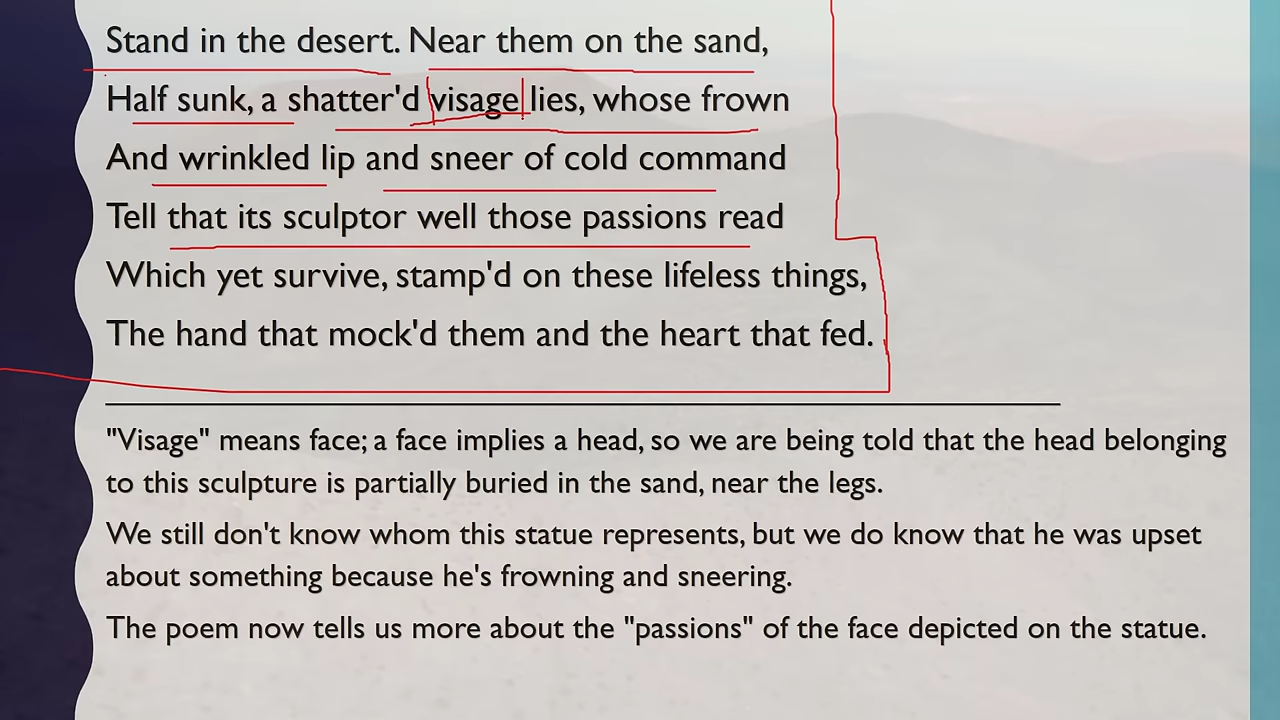 Stand in the desert. Near them on the sand,
Half sunk, a shatter'd visage lies, whose frown
And wrinkled lip and sneer of cold command
Tell that its sculptor well those passions read
Which yet survive, stamp'd on these lifeless things,
The hand that mock'd them and the heart that fed.
"Visage" means face; a face implies a head, so we are being told that the head belonging
to this sculpture is partially buried in the sand, near the legs.
We still don't know whom this statue represents, but we do know that he was upset
about something because he's frowning and sneering.
The poem now tells us more about the "passions" of the face depicted on the statue.